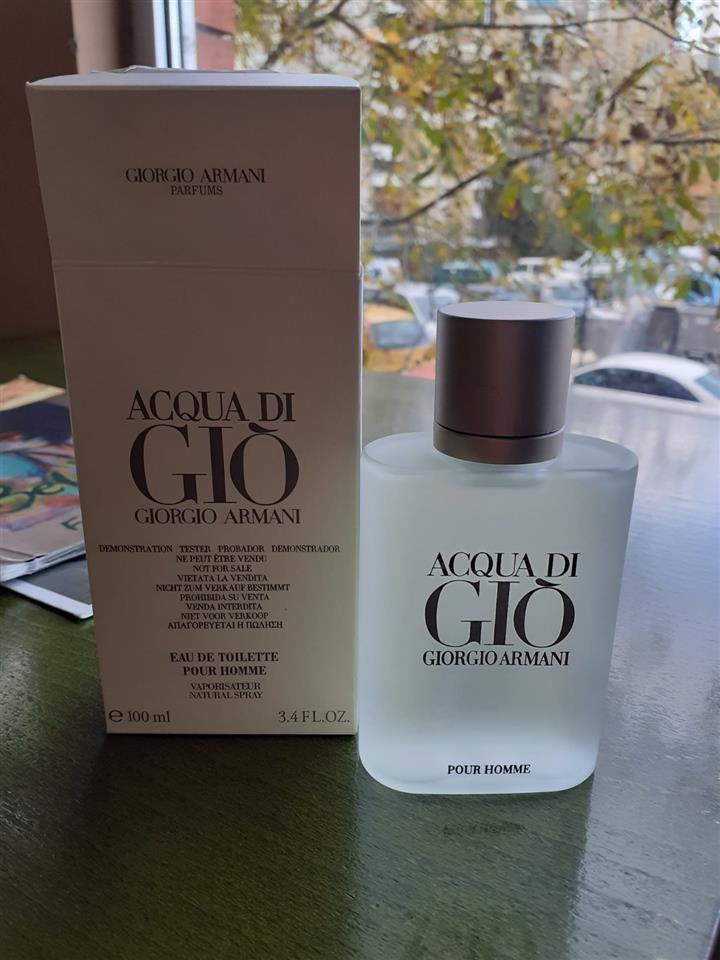 GIORGIO ARMANI
PARFUMS
ACQUA DI
GIÒ
GIORGIO ARMANI
DEMONSTRATION TESTER PROBADOR DEMONSTRADOR
NE PEUT ÊTRE VENDU
NOT FOR SALE
VIETATA LA VENDITA
NICHT ZUM VERKAUF BESTIMMT
PROHIBIDA SU VENTA
VENDA INTERDITA
NIET VOOR VERKOOP
ΑΠΑΓΟΡΕΥΕΤΑΙ Η ΠΩΛΗΣΗ
EAU DE TOILETTE
POUR HOMME
VAPORISATEUR
NATURAL SPRAY
e 100 ml 3.4 FL.OZ.
ACQUA DI
GIÒ
GIORGIO ARMANI
POUR HOMME